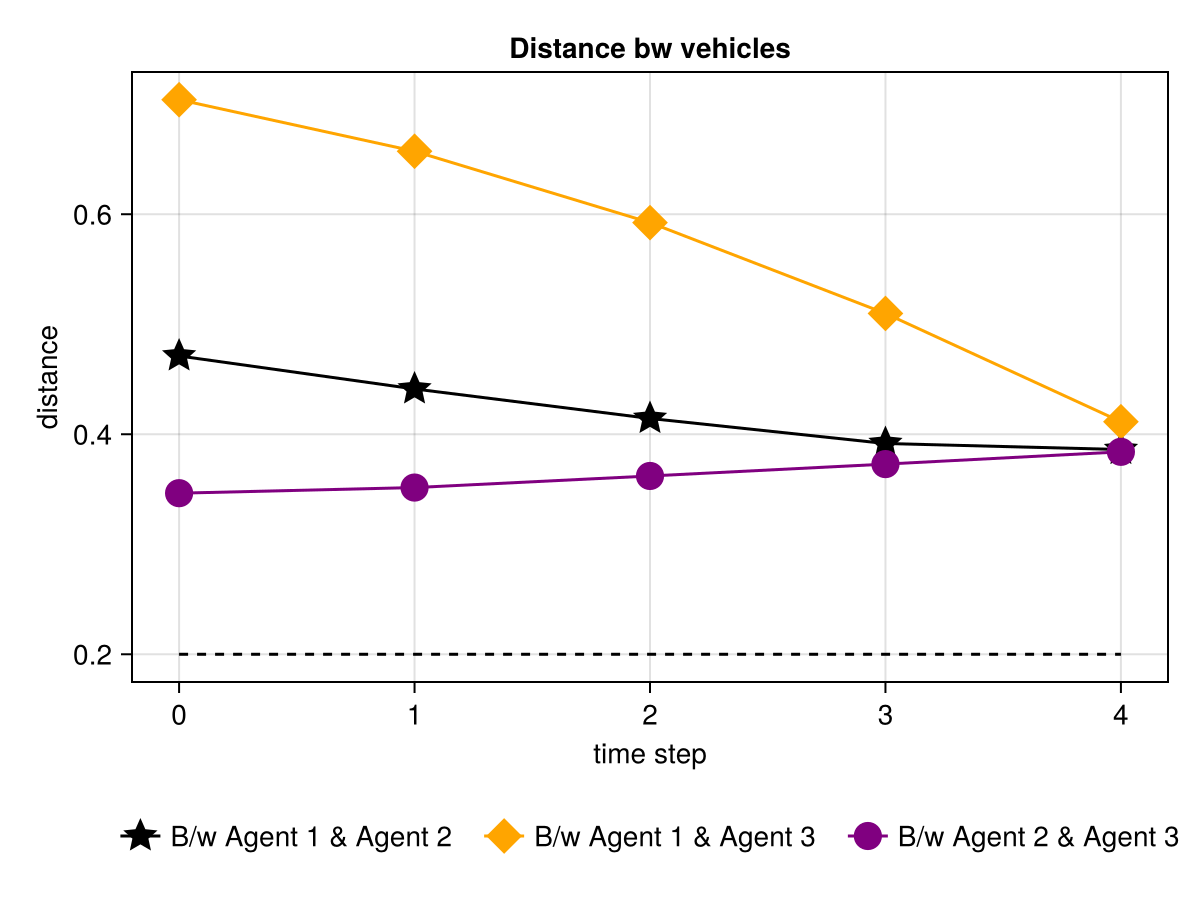 Distance bw vehicles
distance
0.6
0.4
0.2
0 1 2 3 4
time step
B/w Agent 1 & Agent 2 B/w Agent 1 & Agent 3 B/w Agent 2 & Agent 3